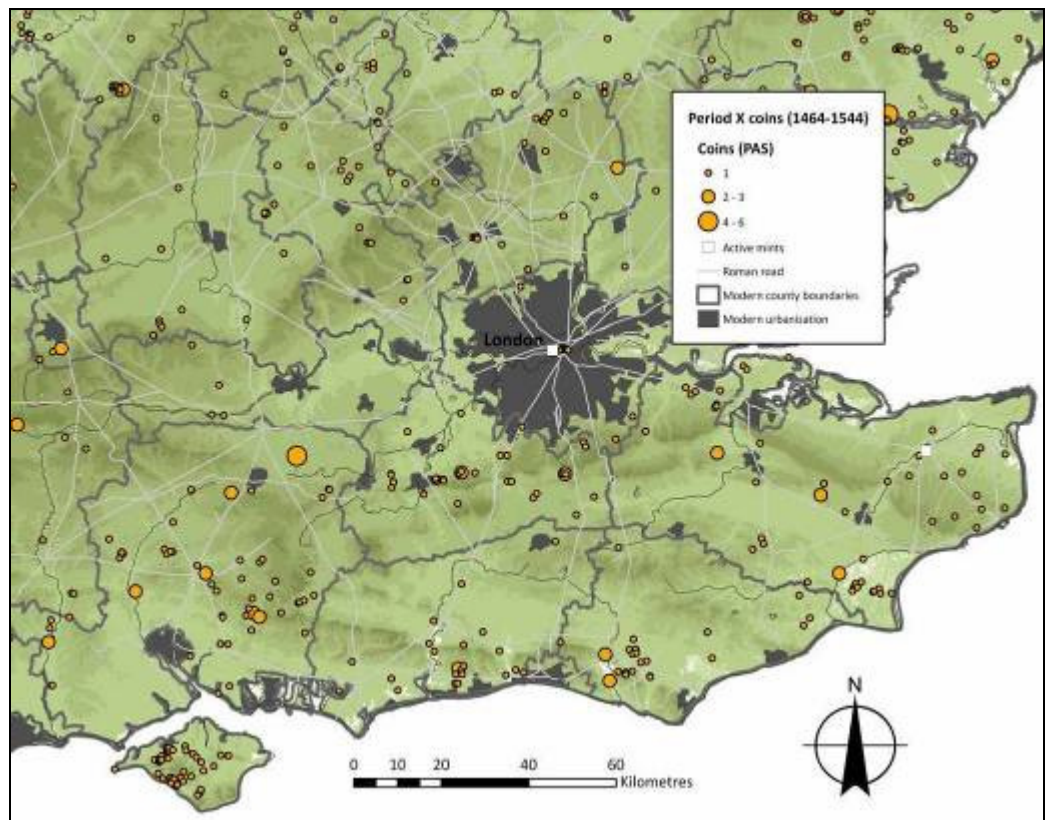 Period X coins (1464-1544)
Coins (PAS)
1
2 - 3
4 - 6
Active mints
Roman road
Modern county boundaries
Modern urbanisation
London
N
0 10 20 40 60
Kilometres